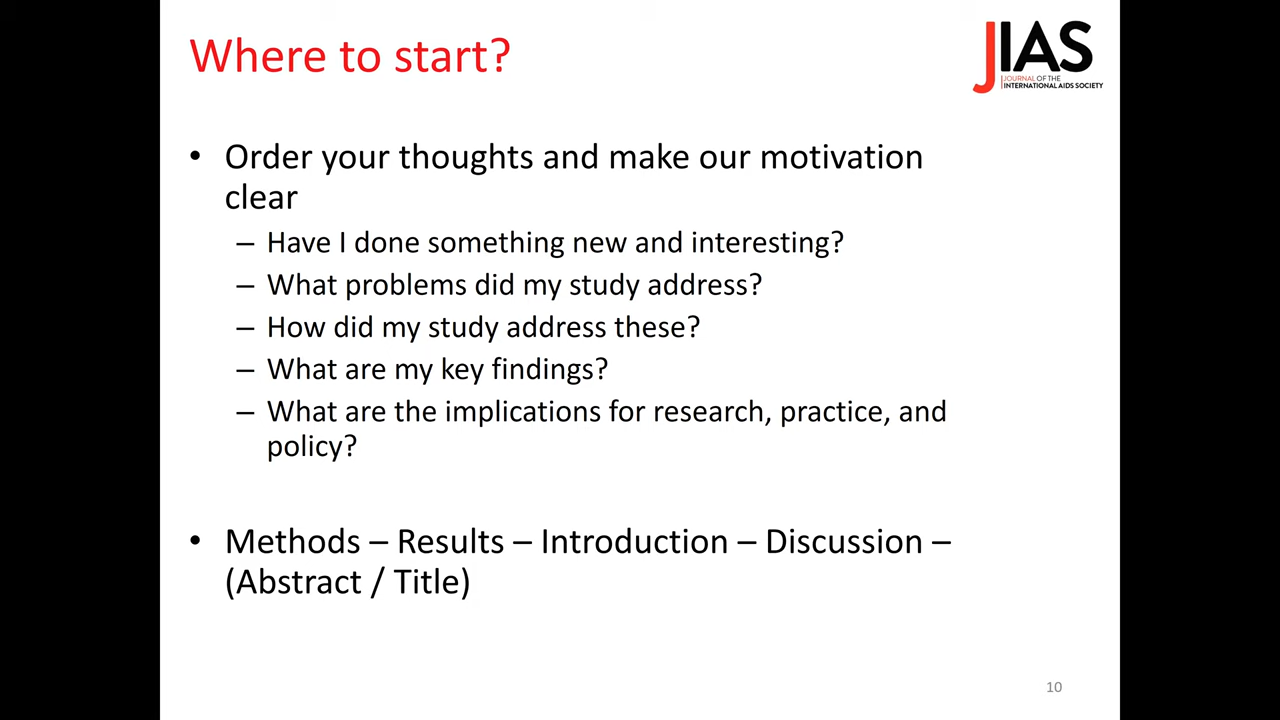 Where to start?
JIAS
JOURNAL OF THE
INTERNATIONAL AIDS SOCIETY
• Order your thoughts and make our motivation
clear
– Have I done something new and interesting?
– What problems did my study address?
– How did my study address these?
– What are my key findings?
– What are the implications for research, practice, and
policy?
• Methods – Results – Introduction – Discussion –
(Abstract / Title)
10